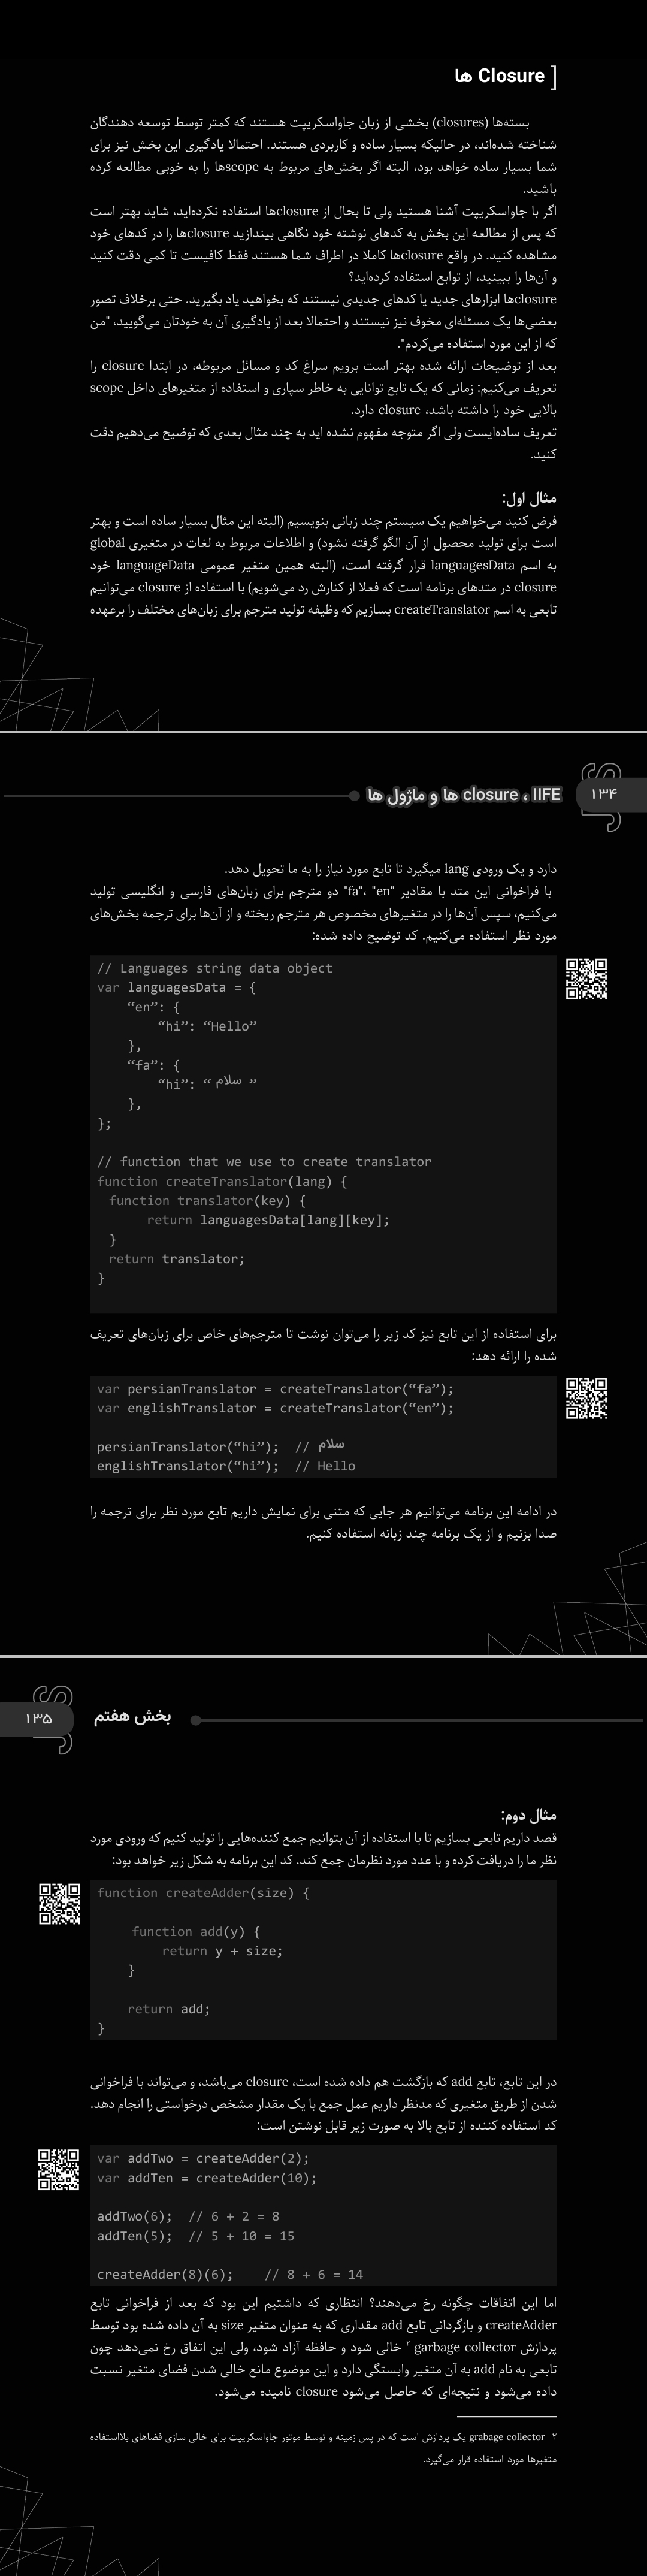 [ Closure ها
بسته‌ها (closures) بخشی از زبان جاواسکریپت هستند که کمتر توسط توسعه دهندگان
شناخته شده‌اند، در حالیکه بسیار ساده و کاربردی هستند. احتمالا یادگیری این بخش نیز برای
شما بسیار ساده خواهد بود، البته اگر بخش‌های مربوط به scopeها را به خوبی مطالعه کرده
باشید.
اگر با جاواسکریپت آشنا هستید ولی تا بحال از closureها استفاده نکرده‌اید، شاید بهتر است
که پس از مطالعه این بخش به کدهای نوشته خود نگاهی بیندازید closureها را در کدهای خود
مشاهده کنید. در واقع closureها کاملا در اطراف شما هستند فقط کافیست تا کمی دقت کنید
و آن‌ها را ببینید، از توابع استفاده کرده‌اید؟
closureها ابزارهای جدید یا کدهای جدیدی نیستند که بخواهید یاد بگیرید. حتی برخلاف تصور
بعضی‌ها یک مسئله‌ای مخوف نیز نیستند و احتمالا بعد از یادگیری آن به خودتان می‌گویید، "من
که از این مورد استفاده می‌کردم".
بعد از توضیحات ارائه شده بهتر است برویم سراغ کد و مسائل مربوطه، در ابتدا closure را
تعریف می‌کنیم: زمانی که یک تابع توانایی به خاطر سپاری و استفاده از متغیرهای داخل scope
بالایی خود را داشته باشد، closure دارد.
تعریف ساده‌ایست ولی اگر متوجه مفهوم نشده اید به چند مثال بعدی که توضیح می‌دهیم دقت
کنید.
مثال اول:
فرض کنید می‌خواهیم یک سیستم چند زبانی بنویسیم (البته این مثال بسیار ساده است و بهتر
است برای تولید محصول از آن الگو گرفته نشود) و اطلاعات مربوط به لغات در متغیری global
به اسم languagesData قرار گرفته است، (البته همین متغیر عمومی languageData خود
closure در متدهای برنامه است که فعلا از کنارش رد می‌شویم) با استفاده از closure می‌توانیم
تابعی به اسم createTranslator بسازیم که وظیفه تولید مترجم برای زبان‌های مختلف را برعهده
JS
۱۳۴
closure ، IIFE ها و ماژول ها
دارد و یک ورودی lang میگیرد تا تابع مورد نیاز را به ما تحویل دهد.
با فراخوانی این متد با مقادیر "fa"، "en" دو مترجم برای زبان‌های فارسی و انگلیسی تولید
می‌کنیم، سپس آن‌ها را در متغیرهای مخصوص هر مترجم ریخته و از آن‌ها برای ترجمه بخش‌های
مورد نظر استفاده می‌کنیم. کد توضیح داده شده:
// Languages string data object
var languagesData = {
“en”: {
“hi”: “Hello”
},
“fa”: {
“hi”: “ سلام ”
},
};
// function that we use to create translator
function createTranslator(lang) {
function translator(key) {
return languagesData[lang][key];
}
return translator;
}
برای استفاده از این تابع نیز کد زیر را می‌توان نوشت تا مترجم‌های خاص برای زبان‌های تعریف
شده را ارائه دهد:
var persianTranslator = createTranslator(“fa”);
var englishTranslator = createTranslator(“en”);
persianTranslator(“hi”); // سلام
englishTranslator(“hi”); // Hello
در ادامه این برنامه می‌توانیم هر جایی که متنی برای نمایش داریم تابع مورد نظر برای ترجمه را
صدا بزنیم و از یک برنامه چند زبانه استفاده کنیم.
JS
۱۳۵
بخش هفتم
مثال دوم:
قصد داریم تابعی بسازیم تا با استفاده از آن بتوانیم جمع کننده‌هایی را تولید کنیم که ورودی مورد
نظر ما را دریافت کرده و با عدد مورد نظرمان جمع کند. کد این برنامه به شکل زیر خواهد بود:
function createAdder(size) {
function add(y) {
return y + size;
}
return add;
}
در این تابع، تابع add که بازگشت هم داده شده است، closure می‌باشد، و می‌تواند با فراخوانی
شدن از طریق متغیری که مدنظر داریم عمل جمع با یک مقدار مشخص درخواستی را انجام دهد.
کد استفاده کننده از تابع بالا به صورت زیر قابل نوشتن است:
var addTwo = createAdder(2);
var addTen = createAdder(10);
addTwo(6); // 6 + 2 = 8
addTen(5); // 5 + 10 = 15
createAdder(8)(6); // 8 + 6 = 14
اما این اتفاقات چگونه رخ می‌دهند؟ انتظاری که داشتیم این بود که بعد از فراخوانی تابع
createAdder و بازگردانی تابع add مقداری که به عنوان متغیر size به آن داده شده بود توسط
پردازش garbage collector ۲ خالی شود و حافظه آزاد شود، ولی این اتفاق رخ نمی‌دهد چون
تابعی به نام add به آن متغیر وابستگی دارد و این موضوع مانع خالی شدن فضای متغیر نسبت
داده می‌شود و نتیجه‌ای که حاصل می‌شود closure نامیده می‌شود.
۲ grabage collector یک پردازش است که در پس زمینه و توسط موتور جاواسکریپت برای خالی سازی فضاهای بلااستفاده
متغیرها مورد استفاده قرار می‌گیرد.